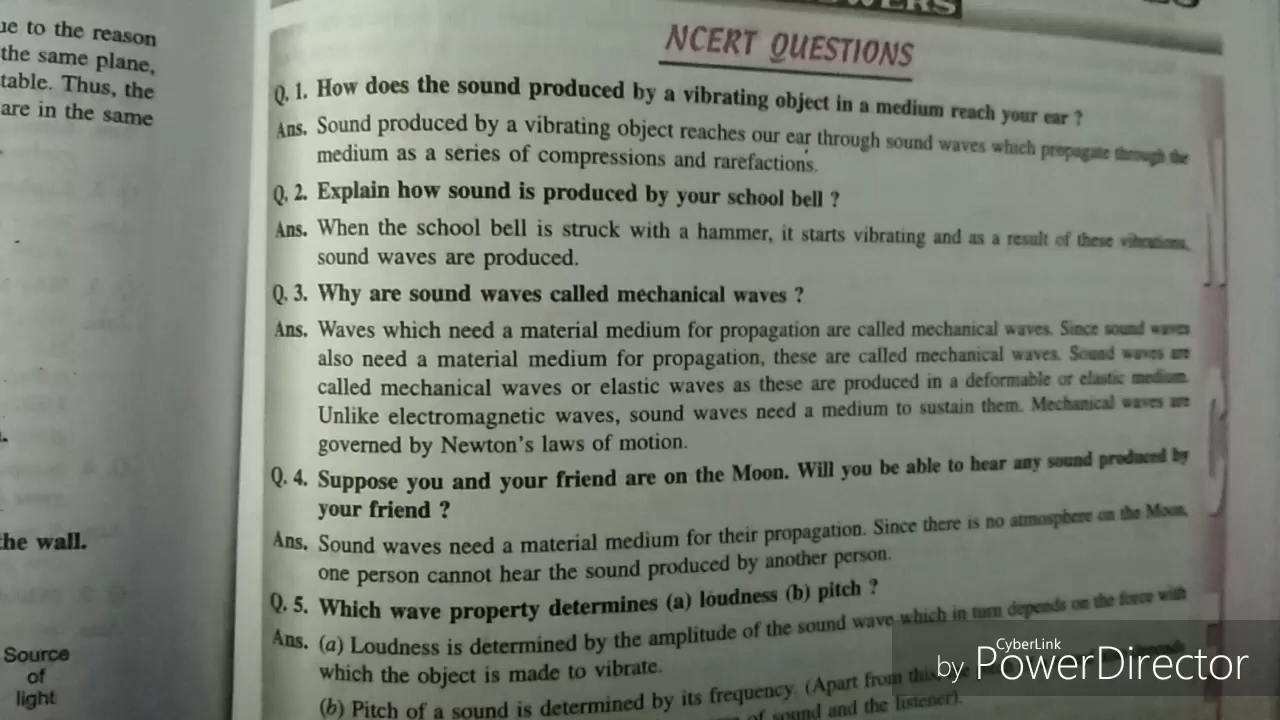 ue to the reason
the same plane,
table. Thus, the
are in the same
he wall.
Source
of
light
NCERT QUESTIONS
Q. 1. How does the sound produced by a vibrating object in a medium reach your ear ?
Ans. Sound produced by a vibrating object reaches our ear through sound waves which propagate through the
medium as a series of compressions and rarefactions.
Q. 2. Explain how sound is produced by your school bell ?
Ans. When the school bell is struck with a hammer, it starts vibrating and as a result of these vibrations,
sound waves are produced.
Q. 3. Why are sound waves called mechanical waves ?
Ans. Waves which need a material medium for propagation are called mechanical waves. Since sound waves
also need a material medium for propagation, these are called mechanical waves. Sound waves are
called mechanical waves or elastic waves as these are produced in a deformable or elastic medium.
Unlike electromagnetic waves, sound waves need a medium to sustain them. Mechanical waves are
governed by Newton's laws of motion.
Q. 4. Suppose you and your friend are on the Moon. Will you be able to hear any sound produced by
your friend ?
Ans. Sound waves need a material medium for their propagation. Since there is no atmosphere on the Moon,
one person cannot hear the sound produced by another person.
Q. 5. Which wave property determines (a) loudness (b) pitch ?
Ans. (a) Loudness is determined by the amplitude of the sound wave which in turn depends on the force with
which the object is made to vibrate.
(b) Pitch of a sound is determined by its frequency. (Apart from this
of sound and the listener).
by CyberLink PowerDirector